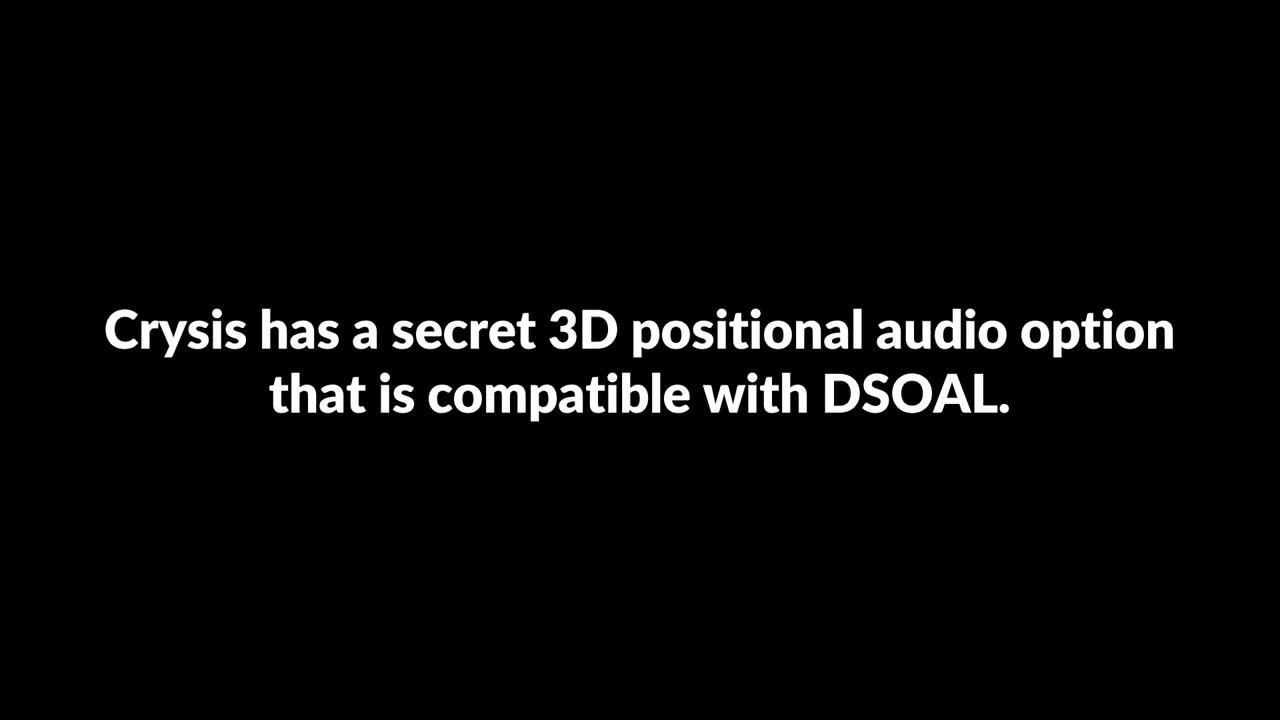 Crysis has a secret 3D positional audio option
that is compatible with DSOAL.